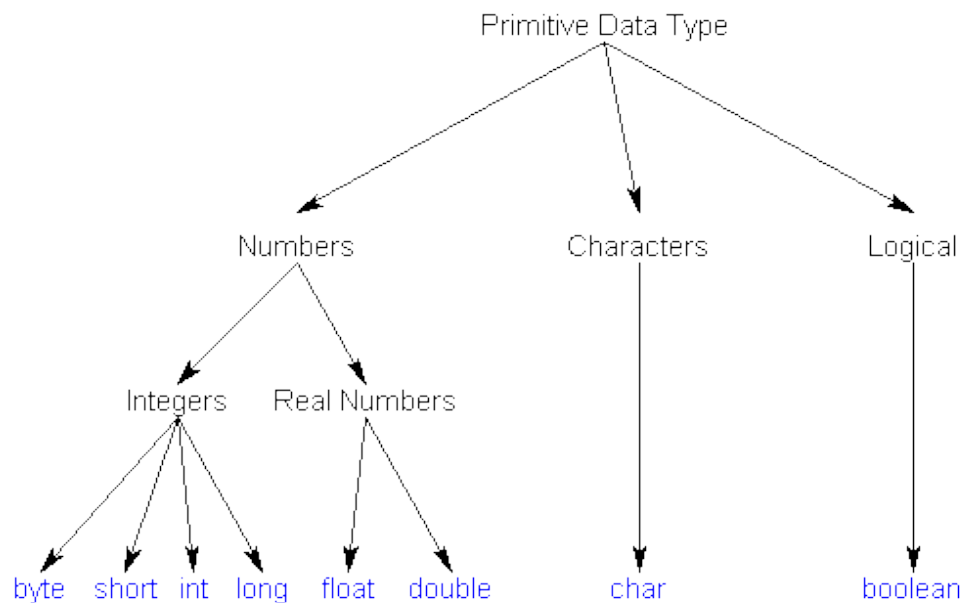 Primitive Data Type
Numbers Characters Logical
Integers Real Numbers
byte short int long float double char boolean